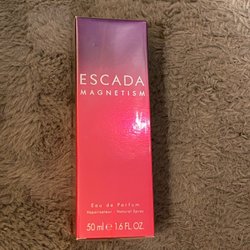 ESCADA
MAGNETISM
Eau de Parfum
Vaporisateur · Natural Spray
50 ml ℮ 1.6 FL. OZ.